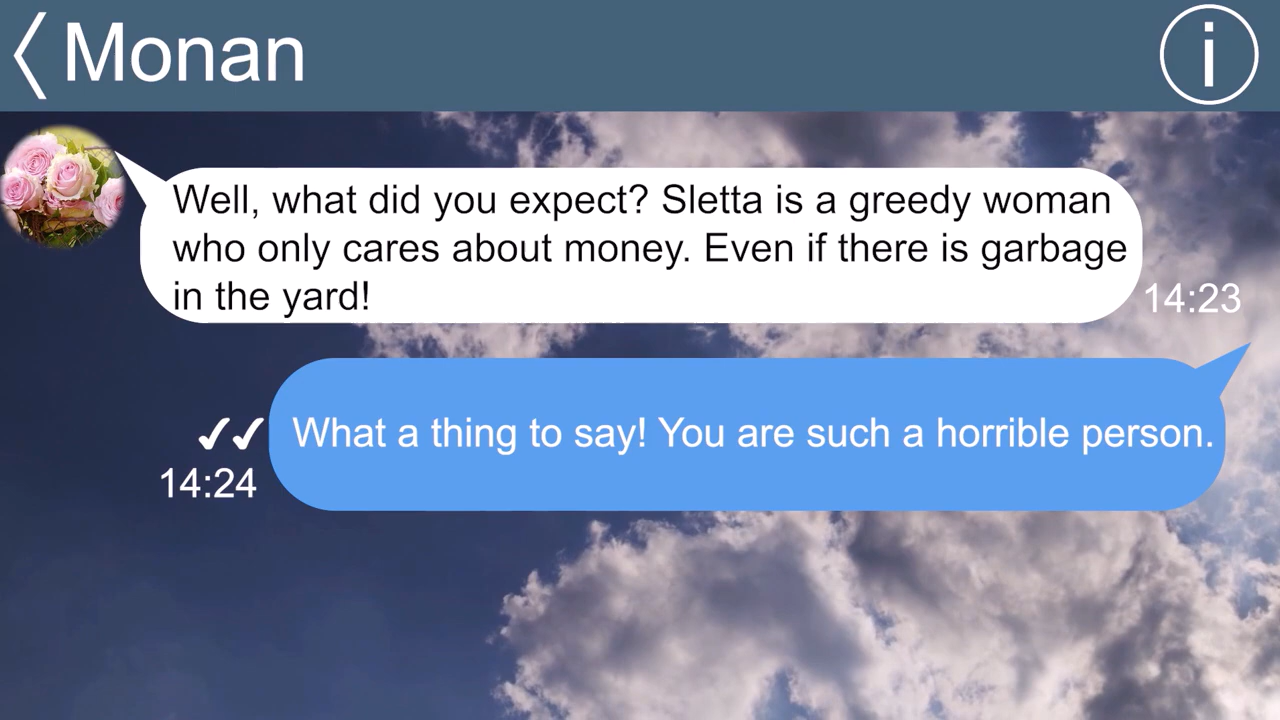 Monan
Well, what did you expect? Sletta is a greedy woman
who only cares about money. Even if there is garbage
in the yard!
14:23
What a thing to say! You are such a horrible person.
14:24